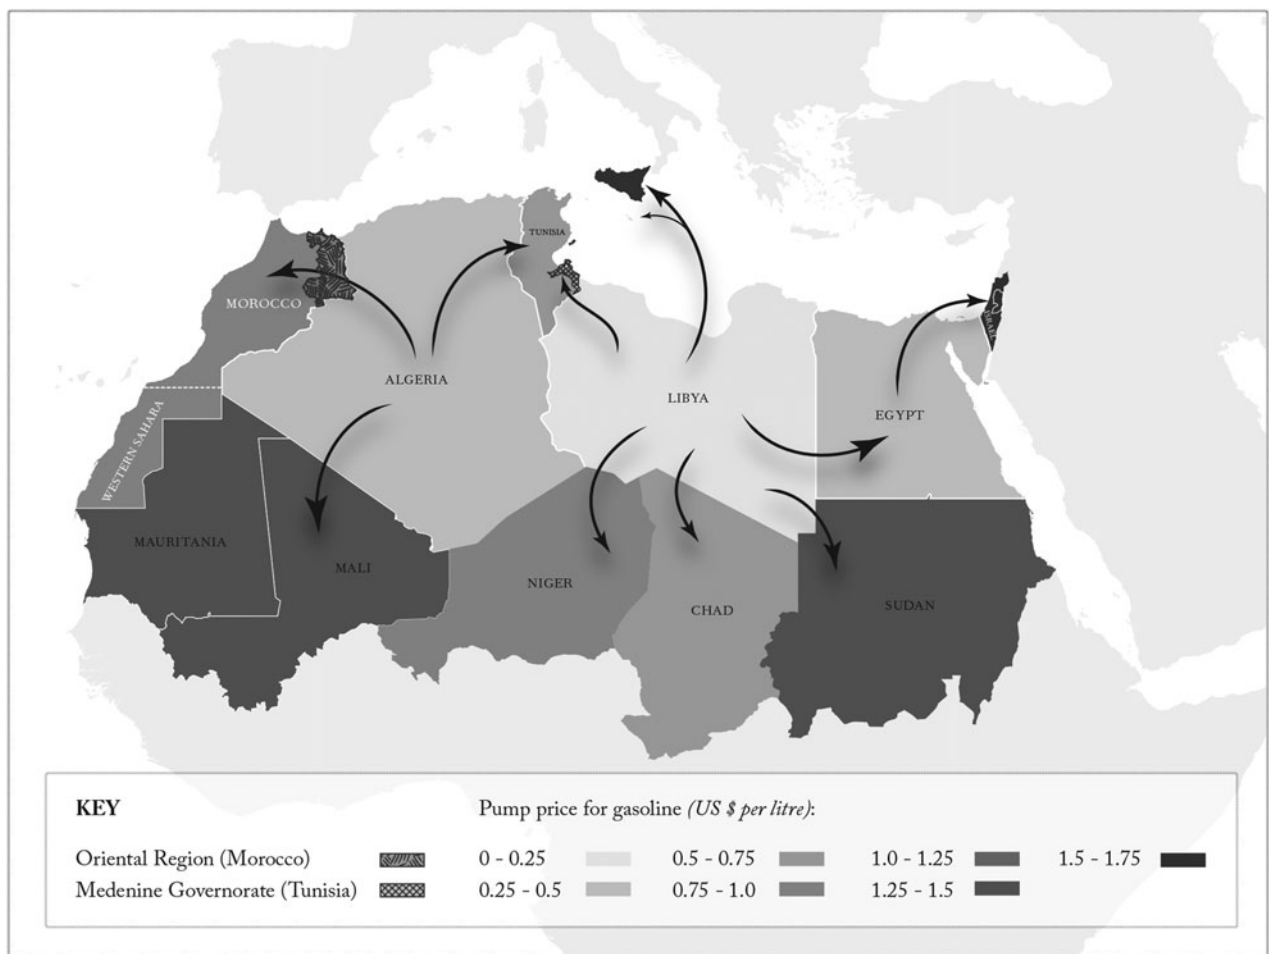 TUNISIA
MOROCCO
ALGERIA
LIBYA
ISRAEL
EGYPT
WESTERN SAHARA
MAURITANIA
MALI
NIGER
CHAD
SUDAN
KEY
Pump price for gasoline (US $ per litre):
Oriental Region (Morocco)
0 - 0.25
0.5 - 0.75
1.0 - 1.25
1.5 - 1.75
Medenine Governorate (Tunisia)
0.25 - 0.5
0.75 - 1.0
1.25 - 1.5